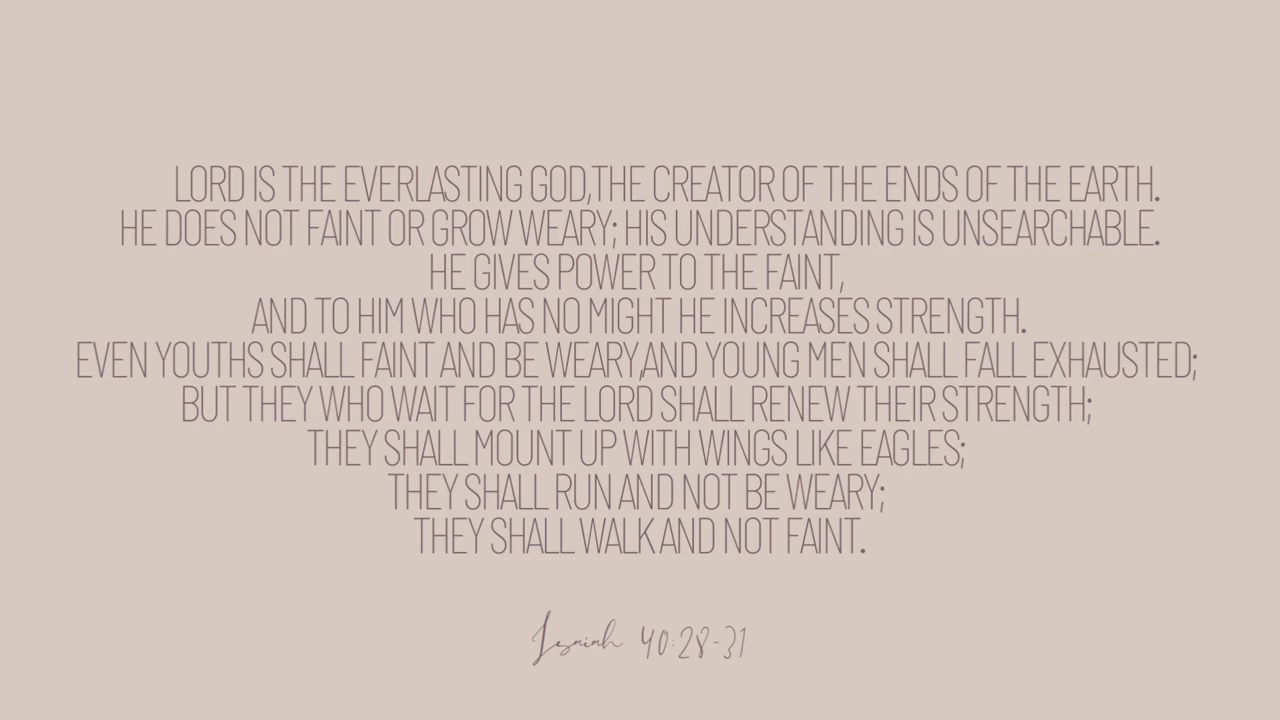 LORD IS THE EVERLASTING GOD,THE CREATOR OF THE ENDS OF THE EARTH.
HE DOES NOT FAINT OR GROW WEARY; HIS UNDERSTANDING IS UNSEARCHABLE.
HE GIVES POWER TO THE FAINT,
AND TO HIM WHO HAS NO MIGHT HE INCREASES STRENGTH.
EVEN YOUTHS SHALL FAINT AND BE WEARY,AND YOUNG MEN SHALL FALL EXHAUSTED;
BUT THEY WHO WAIT FOR THE LORD SHALL RENEW THEIR STRENGTH;
THEY SHALL MOUNT UP WITH WINGS LIKE EAGLES;
THEY SHALL RUN AND NOT BE WEARY;
THEY SHALL WALK AND NOT FAINT.
Isaiah 40:28-31